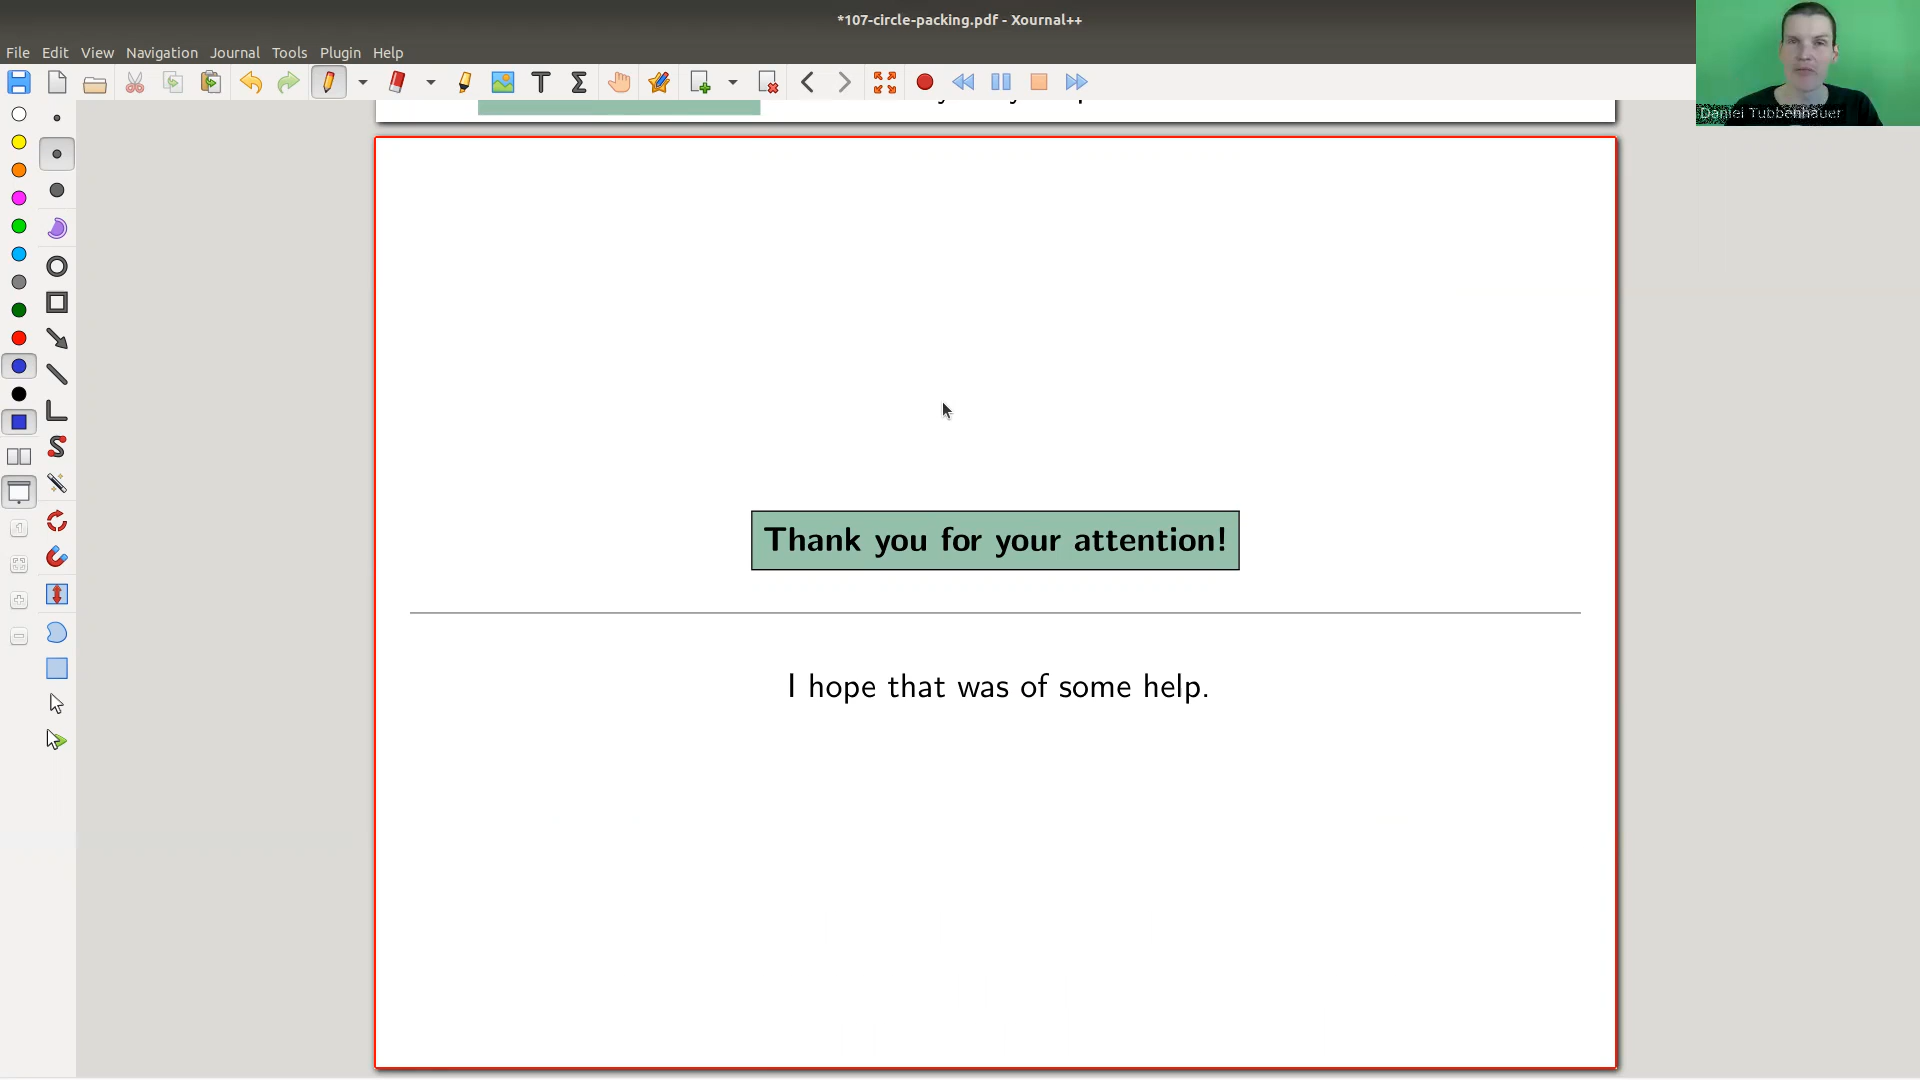 *107-circle-packing.pdf - Xournal++
File Edit View Navigation Journal Tools Plugin Help
Daniel Tubbenhauer
Thank you for your attention!
I hope that was of some help.